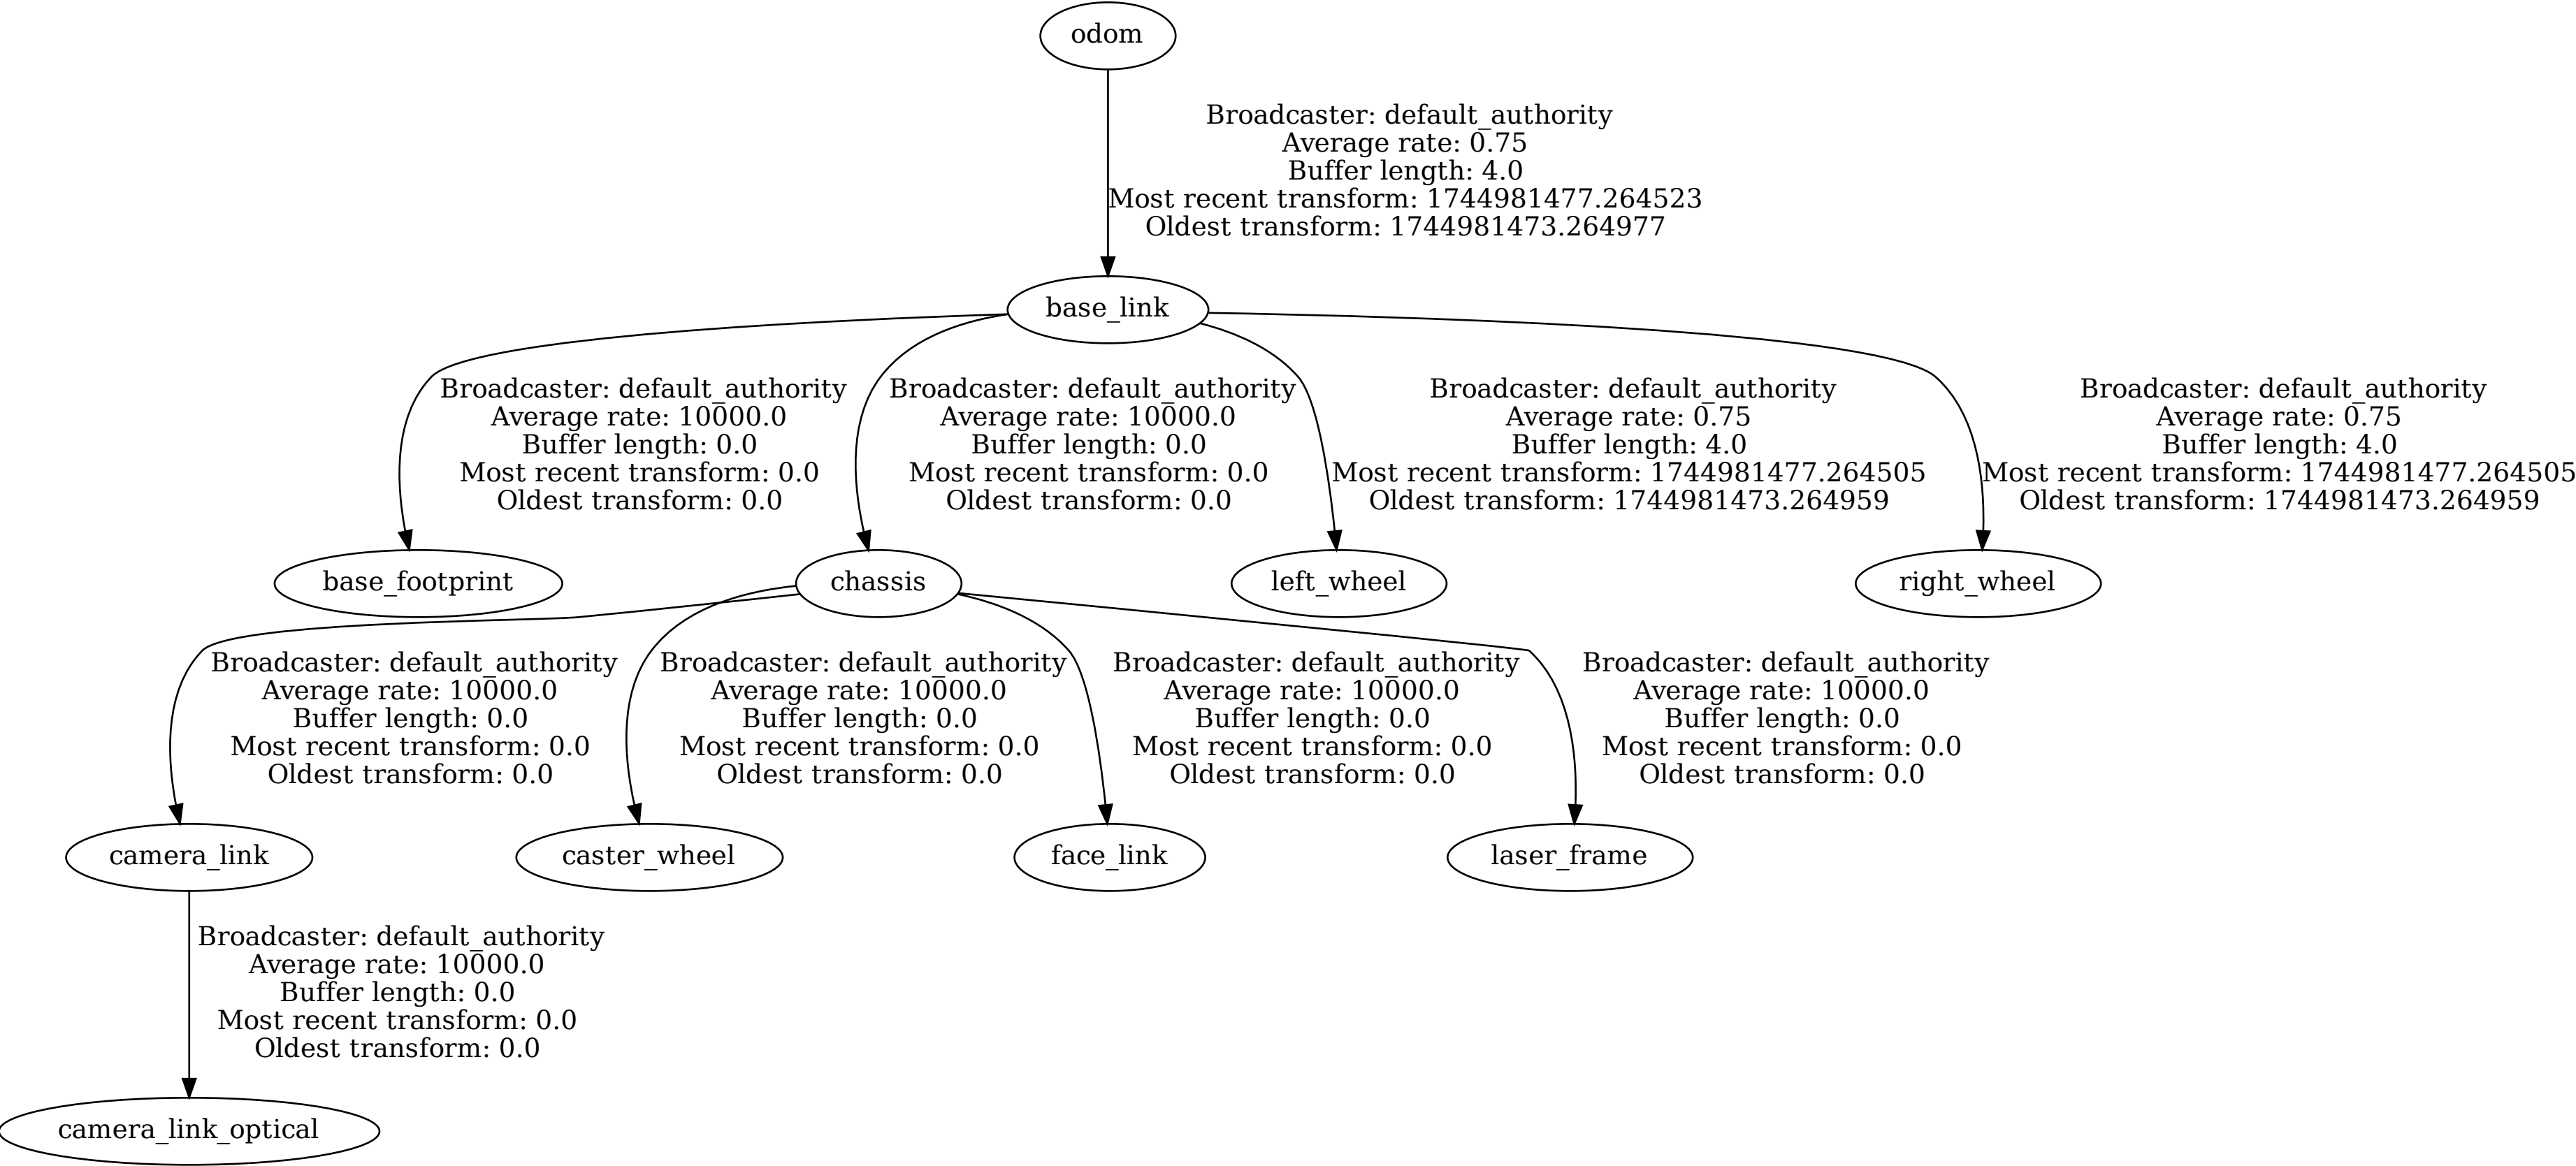 odom
Broadcaster: default_authority
Average rate: 0.75
Buffer length: 4.0
Most recent transform: 1744981477.264523
Oldest transform: 1744981473.264977
base_link
Broadcaster: default_authority
Average rate: 10000.0
Buffer length: 0.0
Most recent transform: 0.0
Oldest transform: 0.0
Broadcaster: default_authority
Average rate: 10000.0
Buffer length: 0.0
Most recent transform: 0.0
Oldest transform: 0.0
Broadcaster: default_authority
Average rate: 0.75
Buffer length: 4.0
Most recent transform: 1744981477.264505
Oldest transform: 1744981473.264959
Broadcaster: default_authority
Average rate: 0.75
Buffer length: 4.0
Most recent transform: 1744981477.264505
Oldest transform: 1744981473.264959
base_footprint
chassis
left_wheel
right_wheel
Broadcaster: default_authority
Average rate: 10000.0
Buffer length: 0.0
Most recent transform: 0.0
Oldest transform: 0.0
Broadcaster: default_authority
Average rate: 10000.0
Buffer length: 0.0
Most recent transform: 0.0
Oldest transform: 0.0
Broadcaster: default_authority
Average rate: 10000.0
Buffer length: 0.0
Most recent transform: 0.0
Oldest transform: 0.0
Broadcaster: default_authority
Average rate: 10000.0
Buffer length: 0.0
Most recent transform: 0.0
Oldest transform: 0.0
camera_link
caster_wheel
face_link
laser_frame
Broadcaster: default_authority
Average rate: 10000.0
Buffer length: 0.0
Most recent transform: 0.0
Oldest transform: 0.0
camera_link_optical